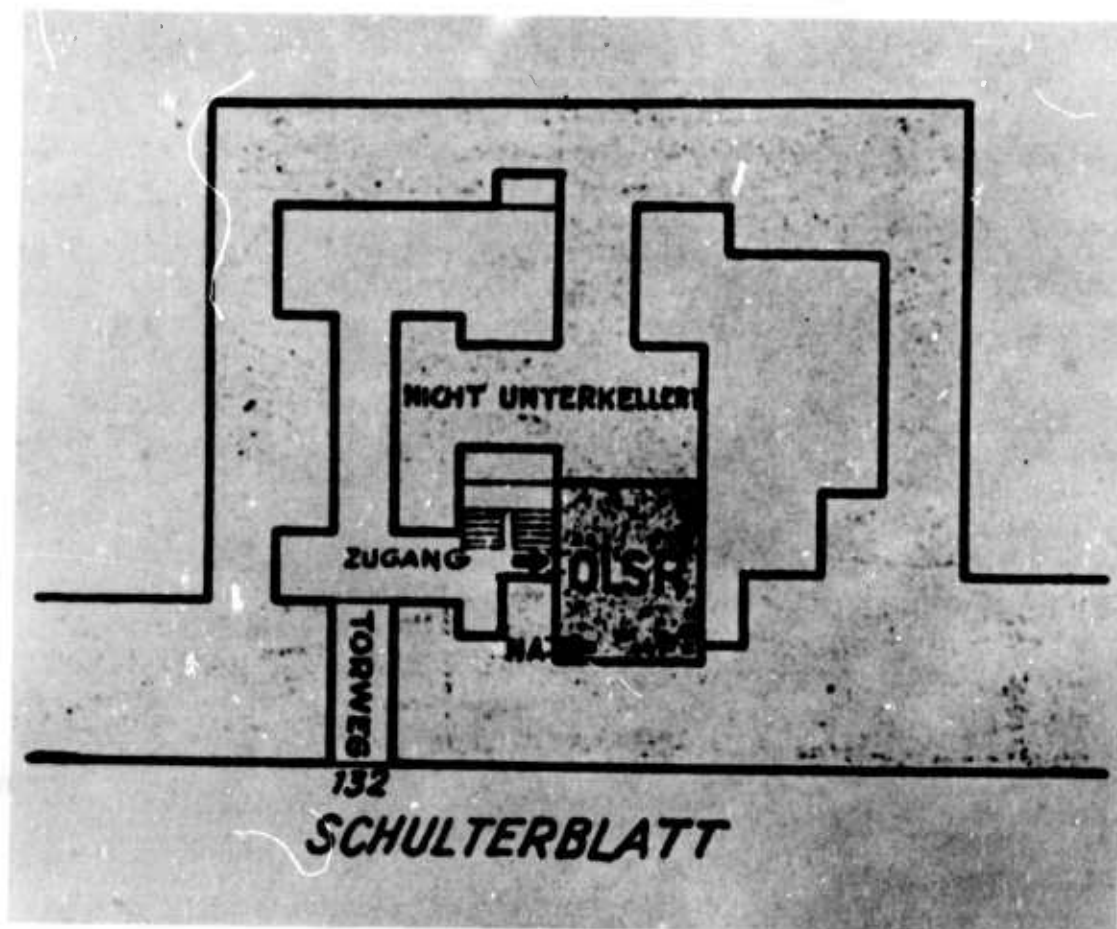 NICHT UNTERKELLERT
ZUGANG
ÖLSR
TORWEG
132
SCHULTERBLATT